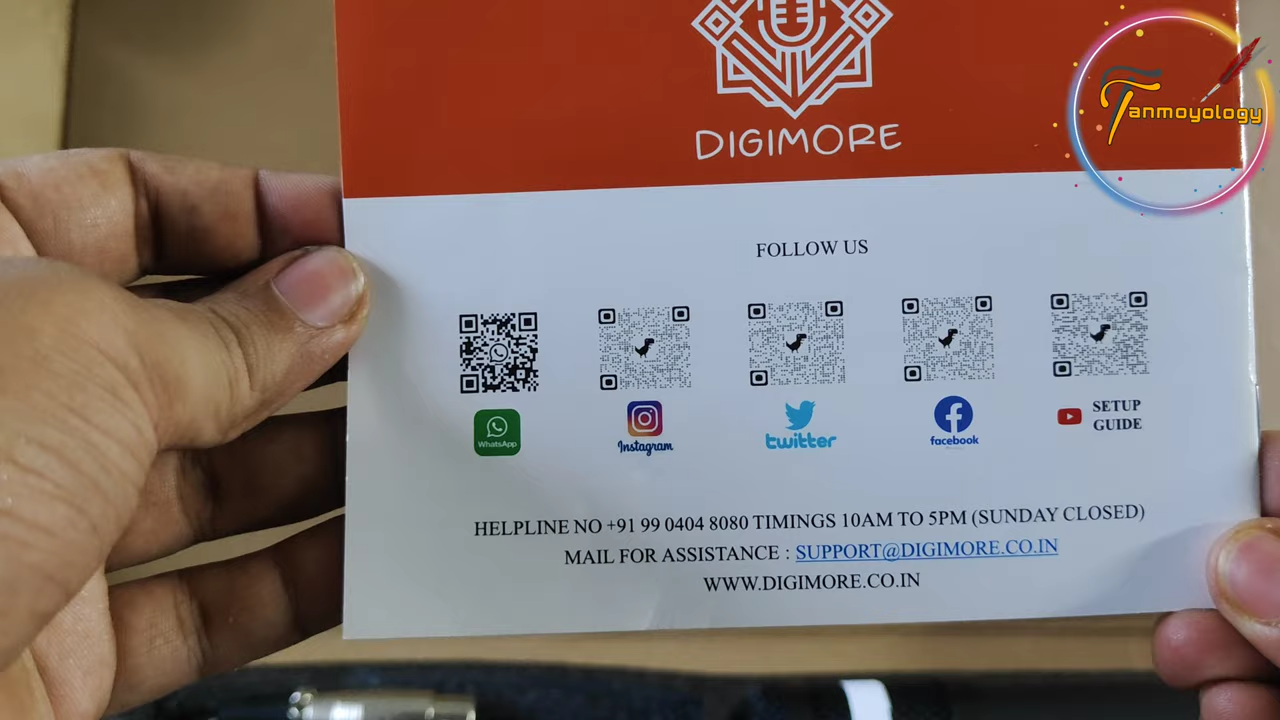 DIGIMORE
Tanmoyology
FOLLOW US
WhatsApp
Instagram
twitter
facebook
SETUP
GUIDE
HELPLINE NO +91 99 0404 8080 TIMINGS 10AM TO 5PM (SUNDAY CLOSED)
MAIL FOR ASSISTANCE : SUPPORT@DIGIMORE.CO.IN
WWW.DIGIMORE.CO.IN